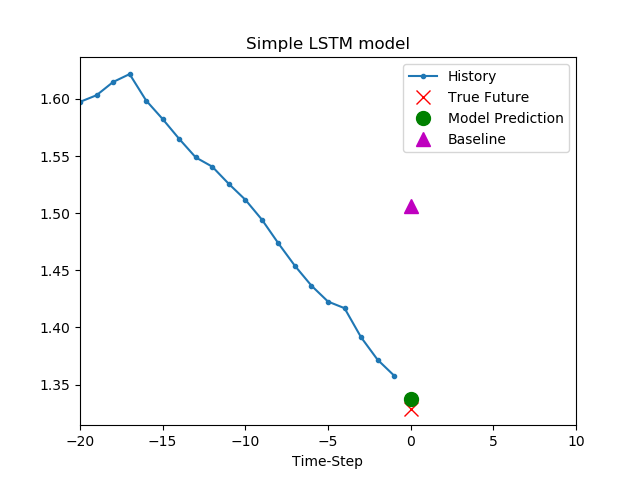 Simple LSTM model
History
True Future
Model Prediction
Baseline
1.60
1.55
1.50
1.45
1.40
1.35
−20
−15
−10
−5
0
5
10
Time-Step